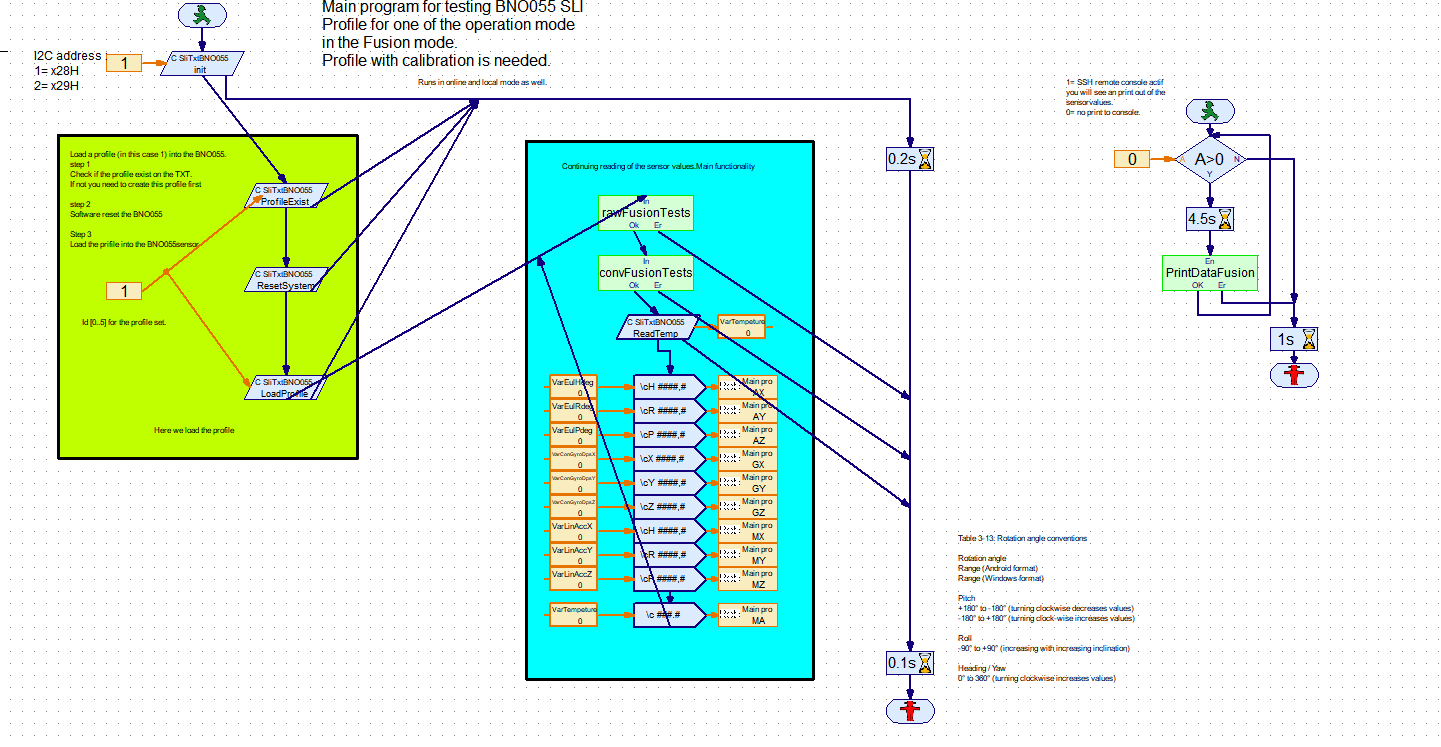 Main program for testing BNO055 SLI
Profile for one of the operation mode
in the Fusion mode.
Profile with calibration is needed.
Runs in online and local mode as well.
I2C address
1= x28H
2= x29H
1
C SliTxtBNO055
init
Load a profile (in this case 1) into the BNO055.
step 1
Check if the profile exist on the TXT.
If not you need to create this profile first
step 2
Software reset the BNO055
Step 3
Load the prifile into the BNO055sensor
C SliTxtBNO055
ProfileExist
C SliTxtBNO055
ResetSystem
1
Id [0..5] for the profile set.
C SliTxtBNO055
LoadProfile
Here we load the profile
Continuing reading of the sensor values.Main functionality
In
rawFusionTests
Ok Er
In
convFusionTests
Ok Er
C SliTxtBNO055
ReadTemp
VarTempeture
0
VarEulHdeg
0
\cH ####,#
Main pro
AX
VarEulRdeg
0
\cR ####,#
Main pro
AY
VarEulPdeg
0
\cP ####,#
Main pro
AZ
VarConGyroDpsX
0
\cX ####,#
Main pro
GX
VarConGyroDpsY
0
\cY ####,#
Main pro
GY
VarConGyroDpsZ
0
\cZ ####,#
Main pro
GZ
VarLinAccX
0
\cH ####,#
Main pro
MX
VarLinAccY
0
\cR ####,#
Main pro
MY
VarLinAccZ
0
\cP ####,#
Main pro
MZ
VarTempeture
0
\c ###.#
Main pro
MA
0.2s
0.1s
1= SSH remote console actif
you will see an print out of the
sensorvalues.
0= no print to console.
0
A
A>0
N
Y
4.5s
En
PrintDataFusion
OK Er
1s
Table 3-13: Rotation angle conventions
Rotation angle
Range (Android format)
Range (Windows format)
Pitch
+180° to -180° (turning clockwise decreases values)
-180° to +180° (turning clock-wise increases values)
Roll
-90° to +90° (increasing with increasing inclination)
Heading / Yaw
0° to 360° (turning clockwise increases values)